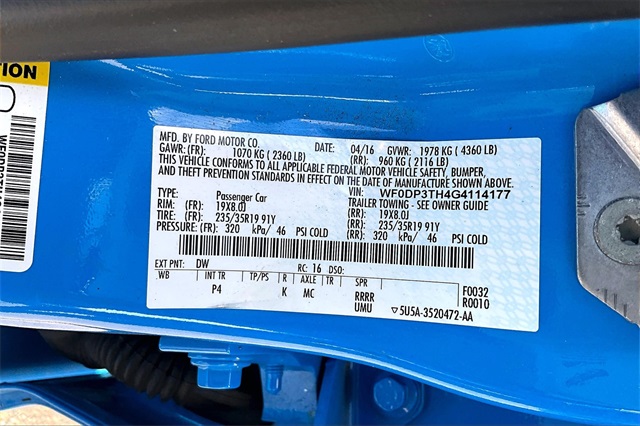 TION
MFD. BY FORD MOTOR CO. DATE: 04/16 GVWR: 1978 KG ( 4360 LB)
GAWR: (FR): 1070 KG ( 2360 LB) (RR): 960 KG ( 2116 LB)
THIS VEHICLE CONFORMS TO ALL APPLICABLE FEDERAL VEHICLE SAFETY, BUMPER,
AND THEFT PREVENTION STANDARDS IN EFFECT ON THE DATE OF MANUFACTURE SHOWN ABOVE.
VIN: WF0DP3TH4G4114177
TYPE: Passenger Car TRAILER TOWING - SEE OWNER GUIDE
RIM: (FR): 19X8.0J (RR): 19X8.0J
TIRE: (FR): 235/35R19 91Y (RR): 235/35R19 91Y
PRESSURE: (FR): 320 kPa/ 46 PSI COLD (RR): 320 kPa/ 46 PSI COLD
EXT PNT: DW RC: 16 DSO: F0032
WB INT TR TP/PS R AXLE TR SPR R0010
P4 K MC RRRR
UMU ▽5U5A-3520472-AA